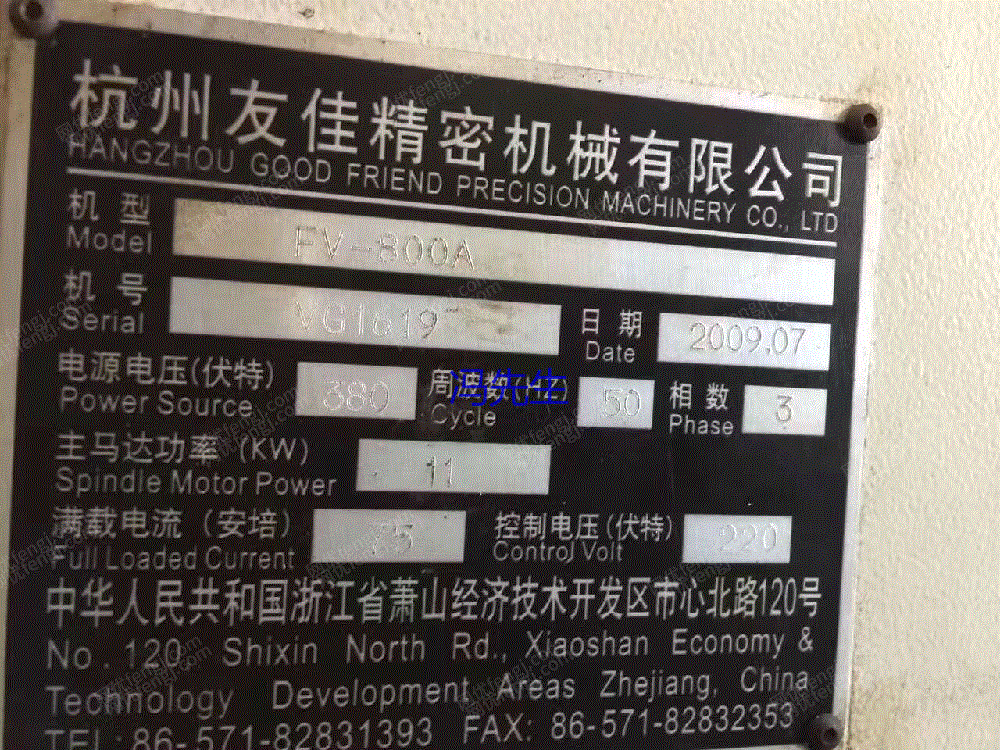 杭州友佳精密机械有限公司
HANGZHOU GOOD FRIEND PRECISION MACHINERY CO., LTD
机型
Model FV-800A
机号 日期
Serial VG1819 Date 2009.07
电源电压(伏特) 380 周波数(HZ) 50 相数 3
Power Source Cycle Phase
主马达功率 (KW) 11
Spindle Motor Power
满载电流 (安培) 75 控制电压(伏特) 220
Full Loaded Current Control Volt
中华人民共和国浙江省萧山经济技术开发区市心北路120号
No. 120 Shixin North Rd., Xiaoshan Economy &
Technology Development Areas Zhejiang, China
TEL: 86-571-82831393 FAX: 86-571-82832353